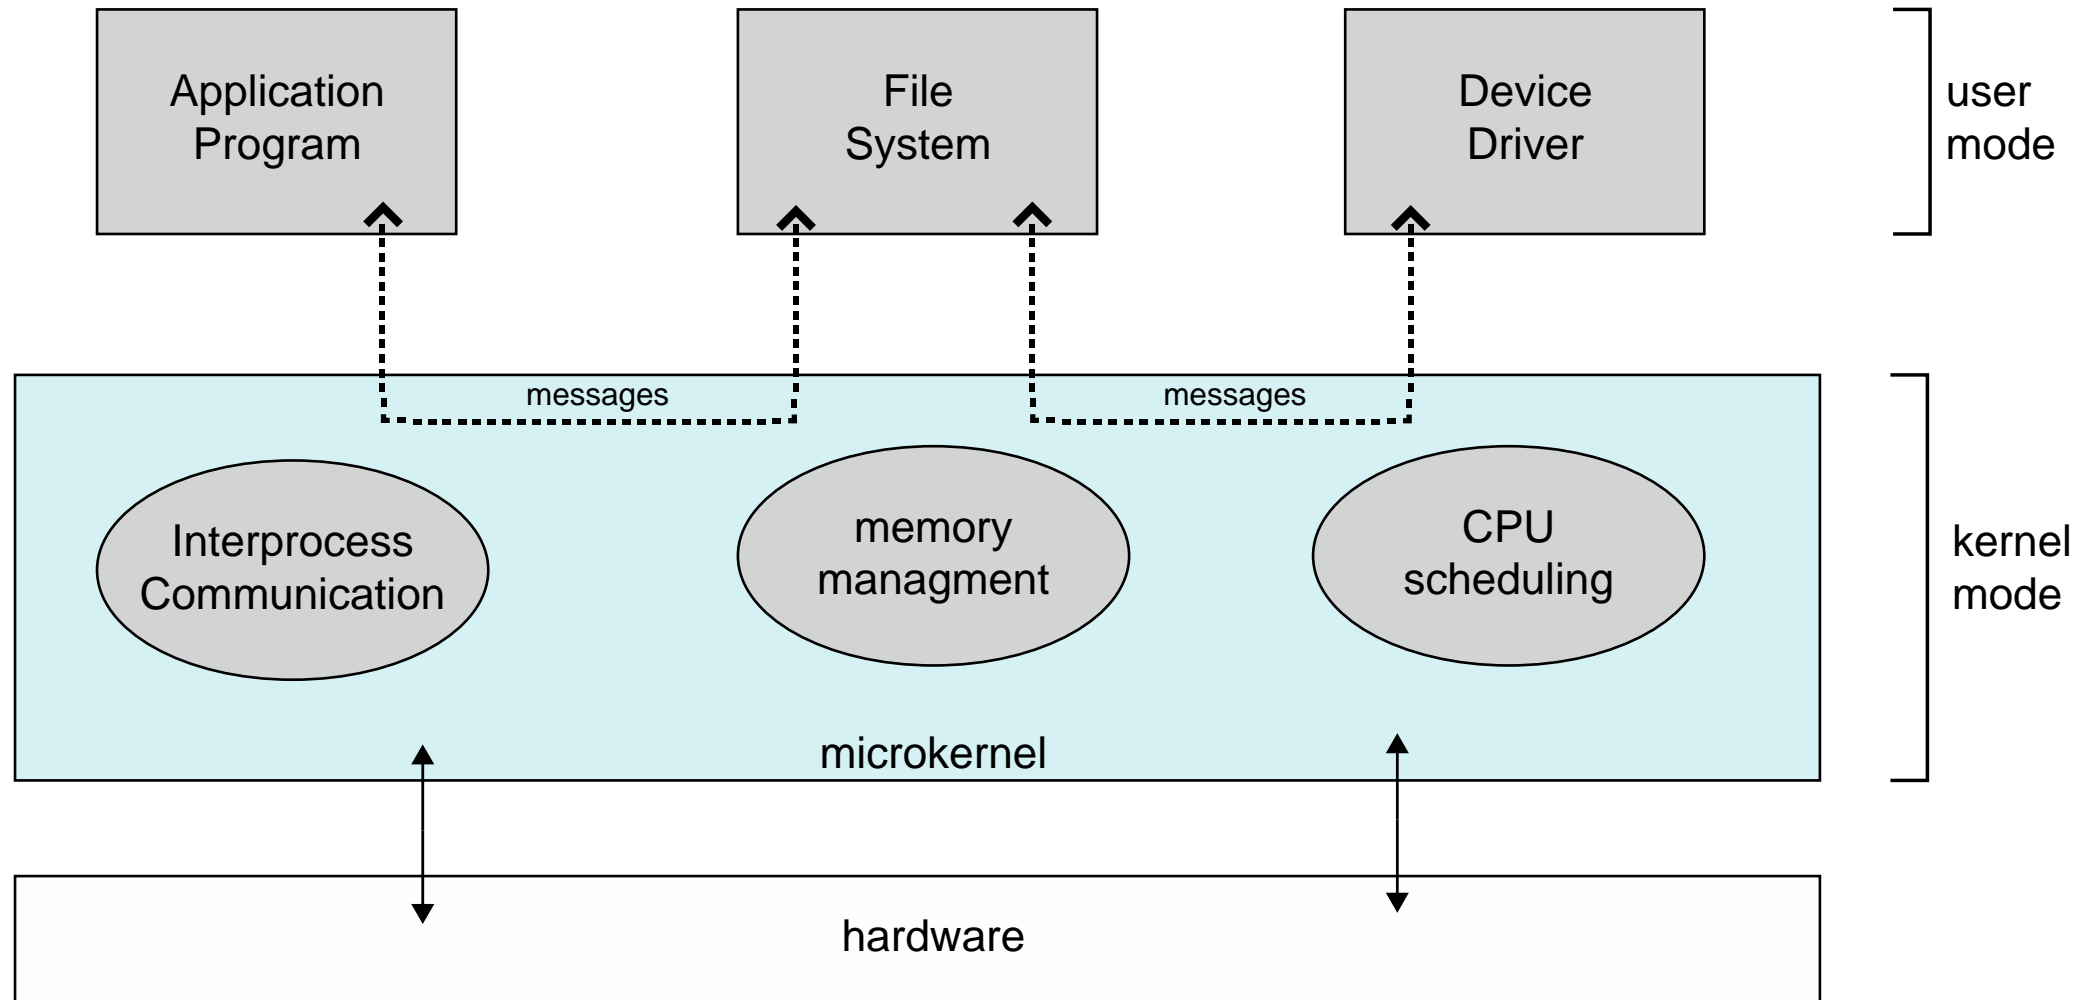 Application
Program
File
System
Device
Driver
user
mode
messages
messages
Interprocess
Communication
memory
managment
CPU
scheduling
kernel
mode
microkernel
hardware